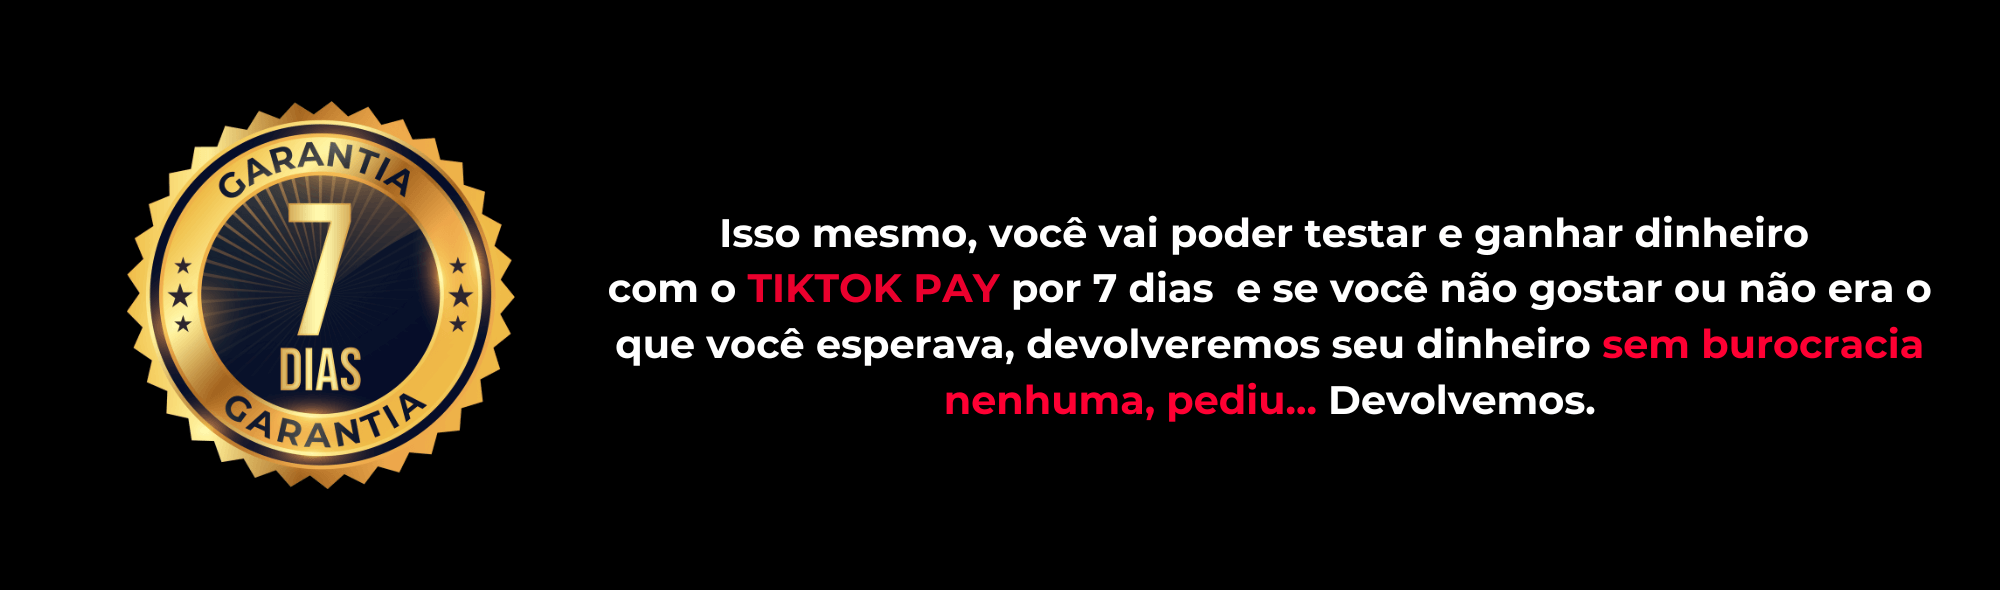 GARANTIA
7
DIAS
GARANTIA
Isso mesmo, você vai poder testar e ganhar dinheiro
com o TIKTOK PAY por 7 dias  e se você não gostar ou não era o
que você esperava, devolveremos seu dinheiro sem burocracia
nenhuma, pediu... Devolvemos.